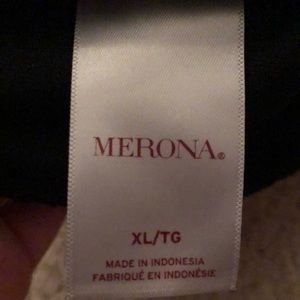 MERONA®
XL/TG
MADE IN INDONESIA
FABRIQUÉ EN INDONÉSIE